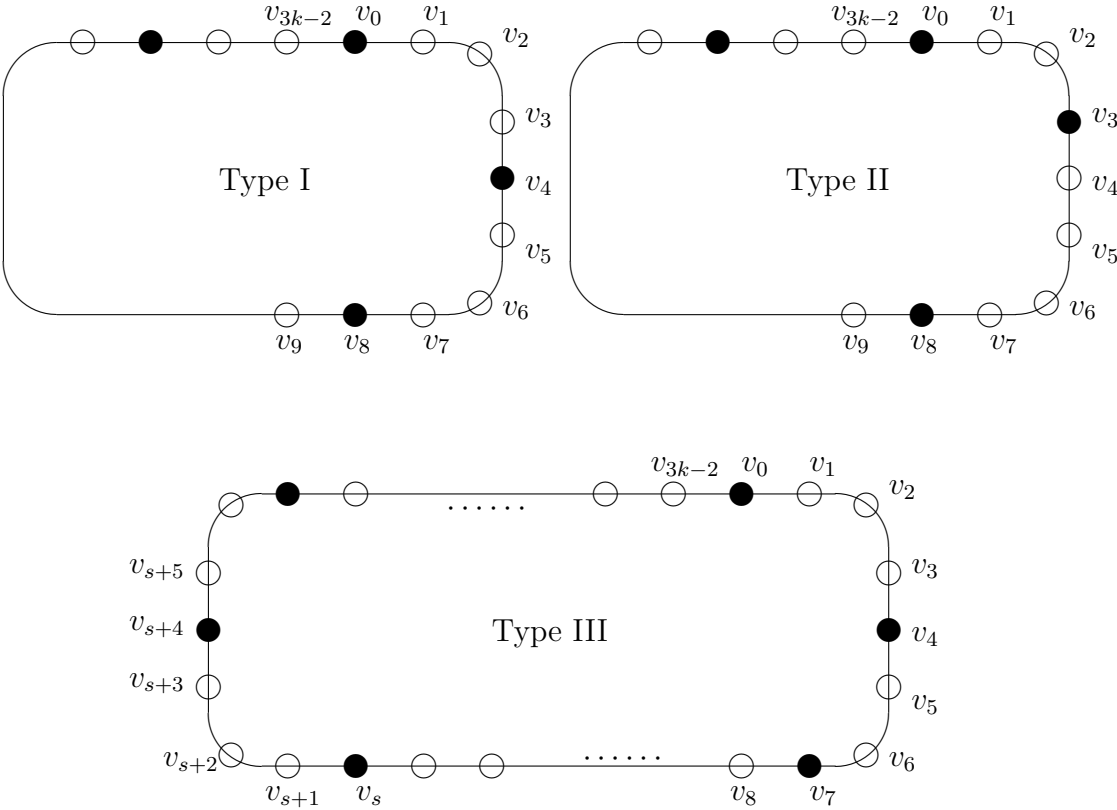 v_{3k−2} v_0 v_1 v_2
v_3
v_4
v_5
v_6
v_9 v_8 v_7
Type I
v_{3k−2} v_0 v_1 v_2
v_3
v_4
v_5
v_6
v_9 v_8 v_7
Type II
v_{3k−2} v_0 v_1 v_2
......
v_{s+5} v_3
v_{s+4} Type III v_4
v_{s+3} v_5
v_{s+2} ...... v_6
v_{s+1} v_s v_8 v_7